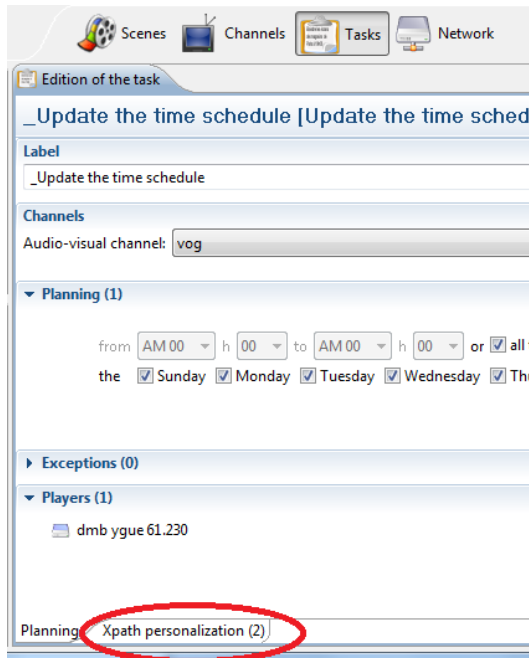 Scenes Channels Tasks Network
Edition of the task
_Update the time schedule [Update the time sched
Label
_Update the time schedule
Channels
Audio-visual channel: vog
Planning (1)
from AM 00 h 00 to AM 00 h 00 or all
the Sunday Monday Tuesday Wednesday Thu
Exceptions (0)
Players (1)
dmb ygue 61.230
Planning Xpath personalization (2)